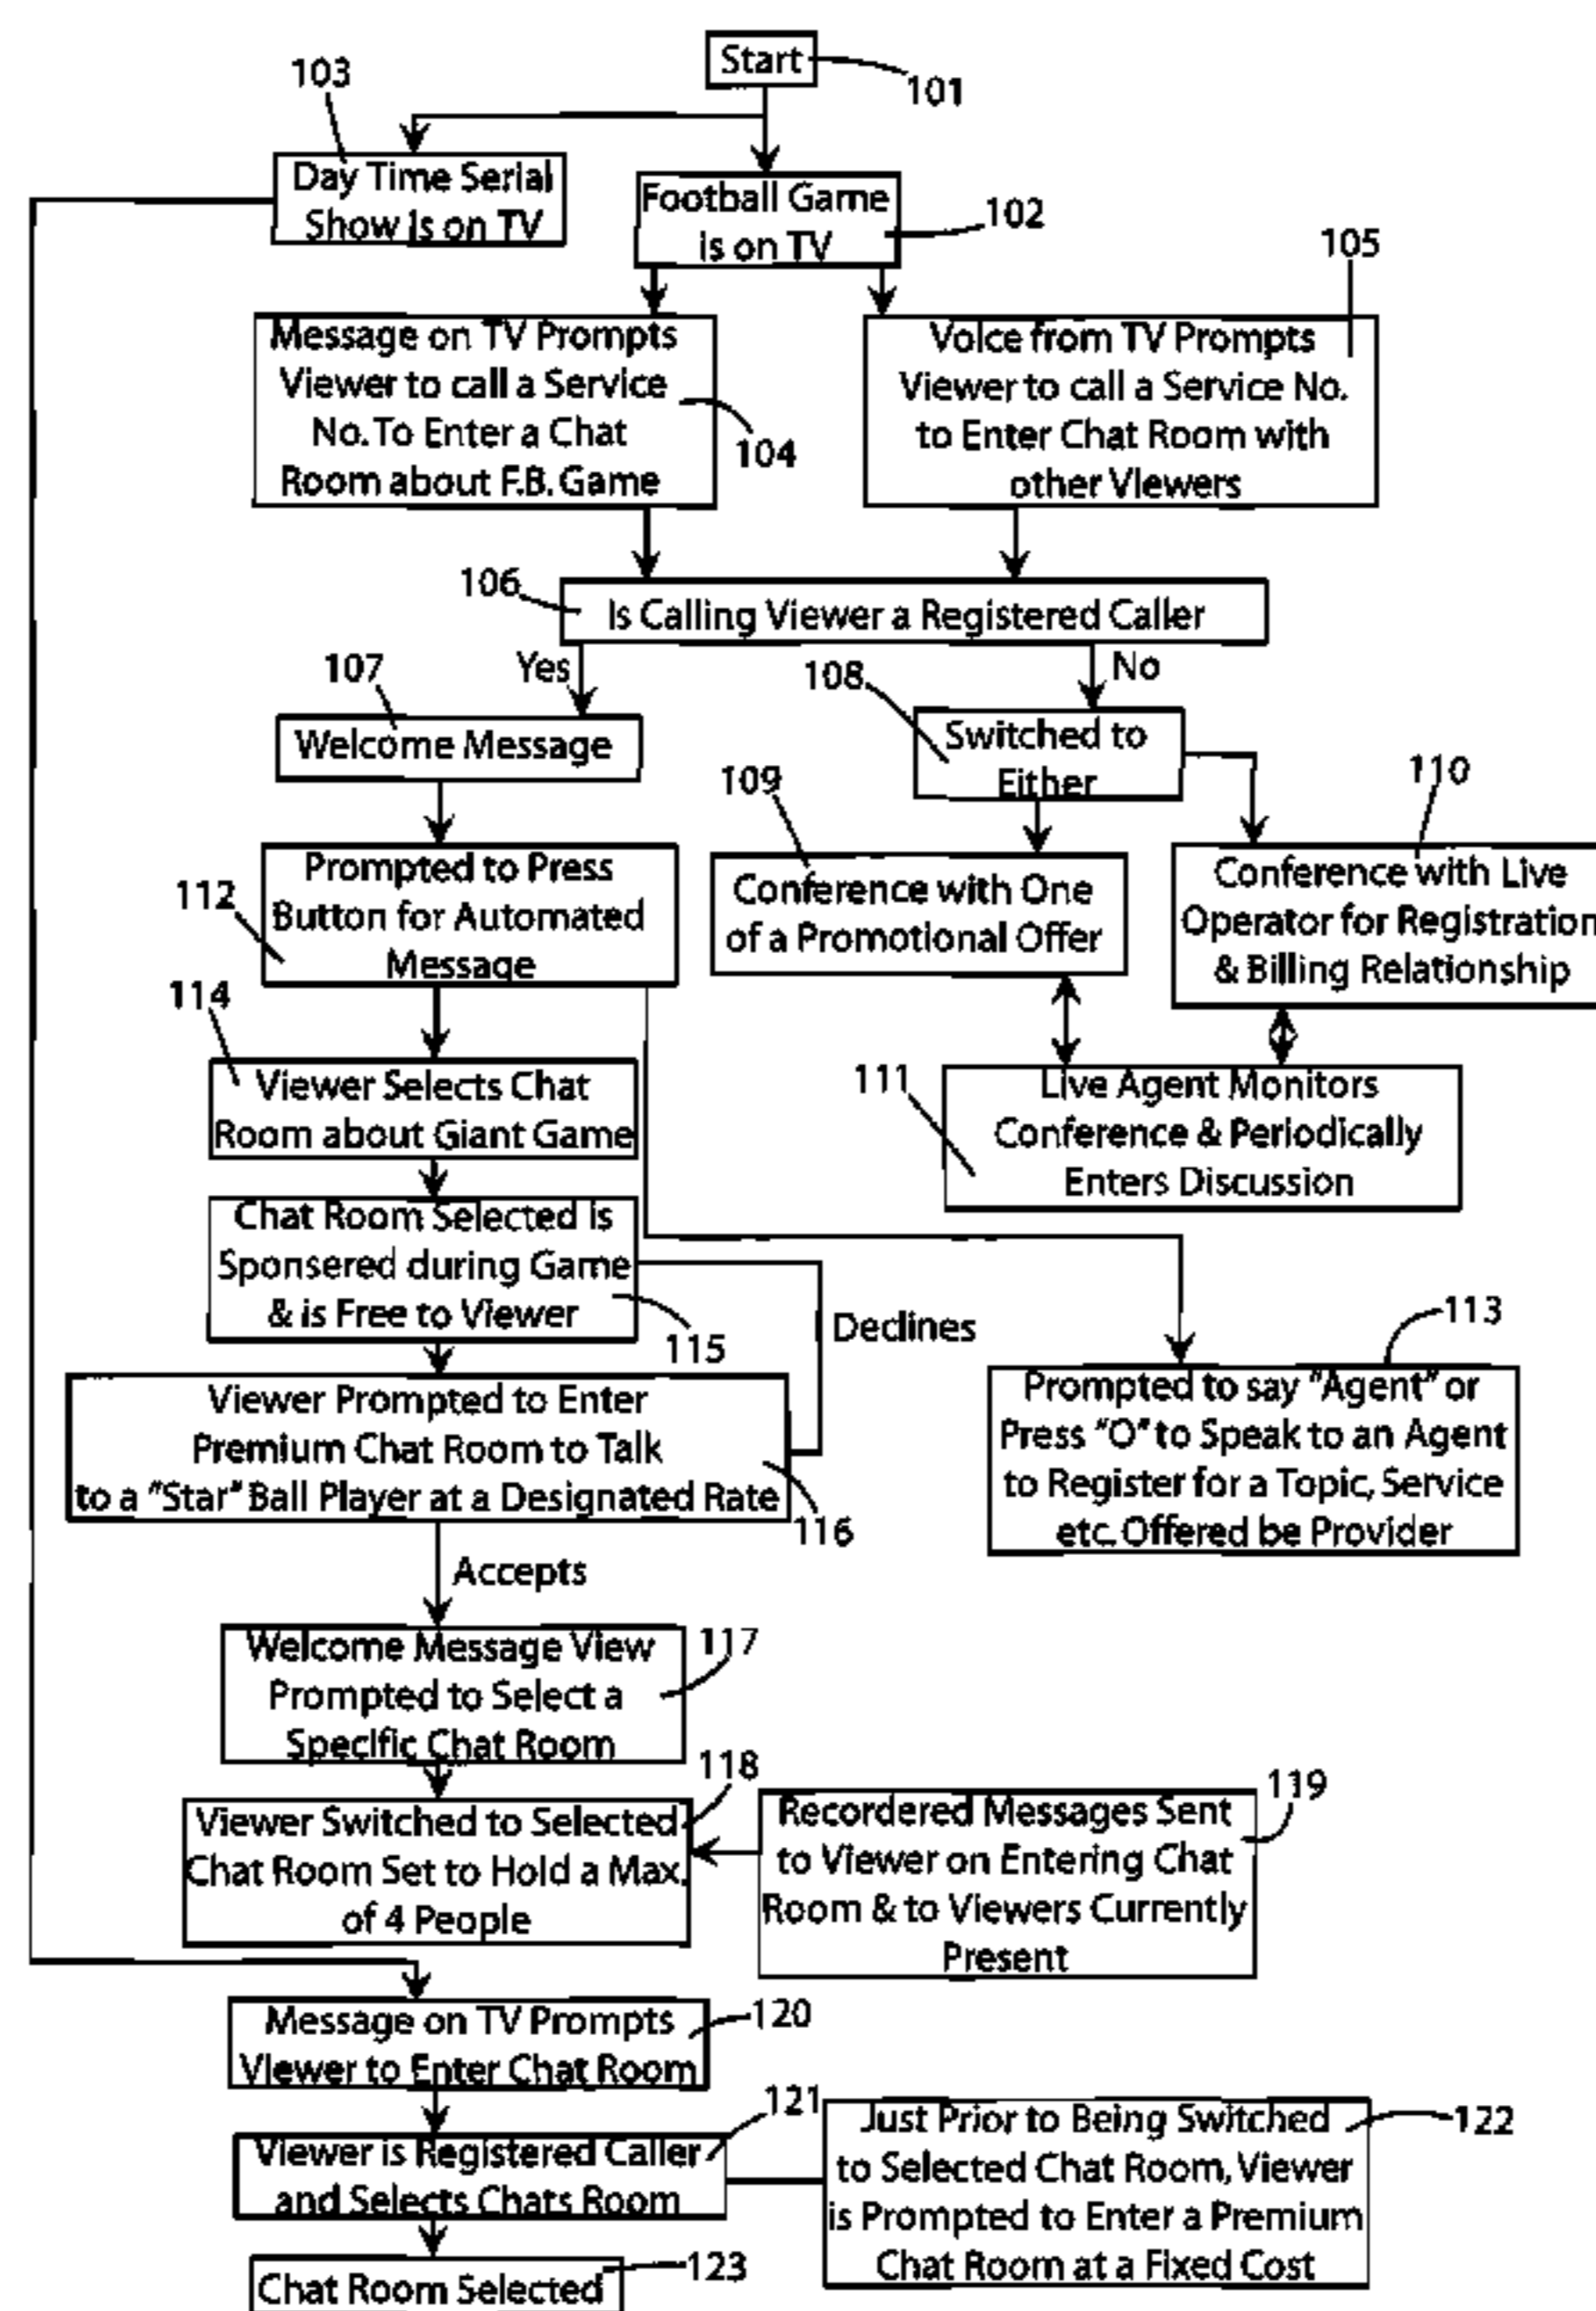 Start
101
103
Day Time Serial
Show Is on TV
Football Game
is on TV
102
105
Message on TV Prompts
Viewer to call a Service
No. To Enter a Chat
Room about F.B. Game
104
Voice from TV Prompts
Viewer to call a Service No.
to Enter Chat Room with
other Viewers
106
Is Calling Viewer a Registered Caller
Yes
No
107
Welcome Message
108
Switched to
Either
109
110
112
Prompted to Press
Button for Automated
Message
Conference with One
of a Promotional Offer
Conference with Live
Operator for Registration
& Billing Relationship
114
Viewer Selects Chat
Room about Giant Game
111
Live Agent Monitors
Conference & Periodically
Enters Discussion
Chat Room Selected Is
Sponsered during Game
& is Free to Viewer
115
Declines
113
Viewer Prompted to Enter
Premium Chat Room to Talk
to a "Star" Ball Player at a Designated Rate
116
Prompted to say "Agent" or
Press "O" to Speak to an Agent
to Register for a Topic, Service
etc. Offered be Provider
Accepts
Welcome Message View
Prompted to Select a
Specific Chat Room
117
118
Viewer Switched to Selected
Chat Room Set to Hold a Max.
of 4 People
119
Recordered Messages Sent
to Viewer on Entering Chat
Room & to Viewers Currently
Present
Message on TV Prompts
Viewer to Enter Chat Room
120
121
Viewer is Registered Caller
and Selects Chats Room
122
Just Prior to Being Switched
to Selected Chat Room, Viewer
is Prompted to Enter a Premium
Chat Room at a Fixed Cost
Chat Room Selected
123